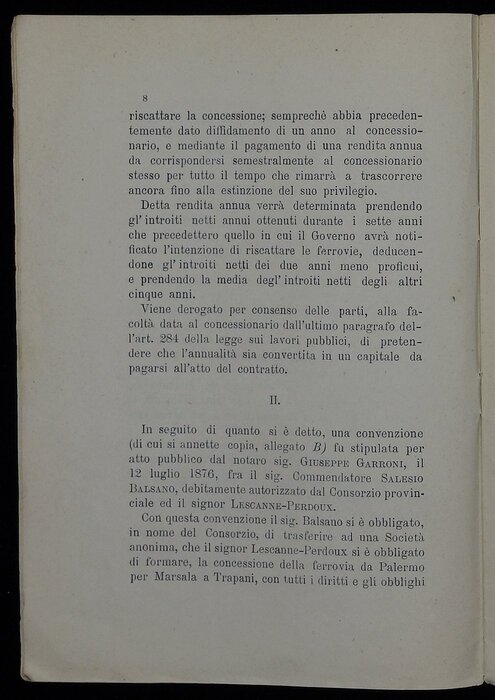 8
riscattare la concessione; semprechè abbia preceden-
temente dato diffidamento di un anno al concessio-
nario, e mediante il pagamento di una rendita annua
da corrispondersi semestralmente al concessionario
stesso per tutto il tempo che rimarrà a trascorrere
ancora fino alla estinzione del suo privilegio.
Detta rendita annua verrà determinata prendendo
gl' introiti netti annui ottenuti durante i sette anni
che precedettero quello in cui il Governo avrà noti-
ficato l'intenzione di riscattare le ferrovie, deducen-
done gl' introiti netti dei due anni meno proficui,
e prendendo la media degl' introiti netti degli altri
cinque anni.
Viene derogato per consenso delle parti, alla fa-
coltà data al concessionario dall'ultimo paragrafo del-
l'art. 284 della legge sui lavori pubblici, di preten-
dere che l'annualità sia convertita in un capitale da
pagarsi all'atto del contratto.
II.
In seguito di quanto si è detto, una convenzione
(di cui si annette copia, allegato B) fu stipulata per
atto pubblico dal notaro sig. GIUSEPPE GARRONI, il
12 luglio 1876, fra il sig. Commendatore SALESIO
BALSANO, debitamente autorizzato dal Consorzio provin-
ciale ed il signor LESCANNE-PERDOUX.
Con questa convenzione il sig. Balsano si è obbligato,
in nome del Consorzio, di trasferire ad una Società
anonima, che il signor Lescanne-Perdoux si è obbligato
di formare, la concessione della ferrovia da Palermo
per Marsala a Trapani, con tutti i diritti e gli obblighi